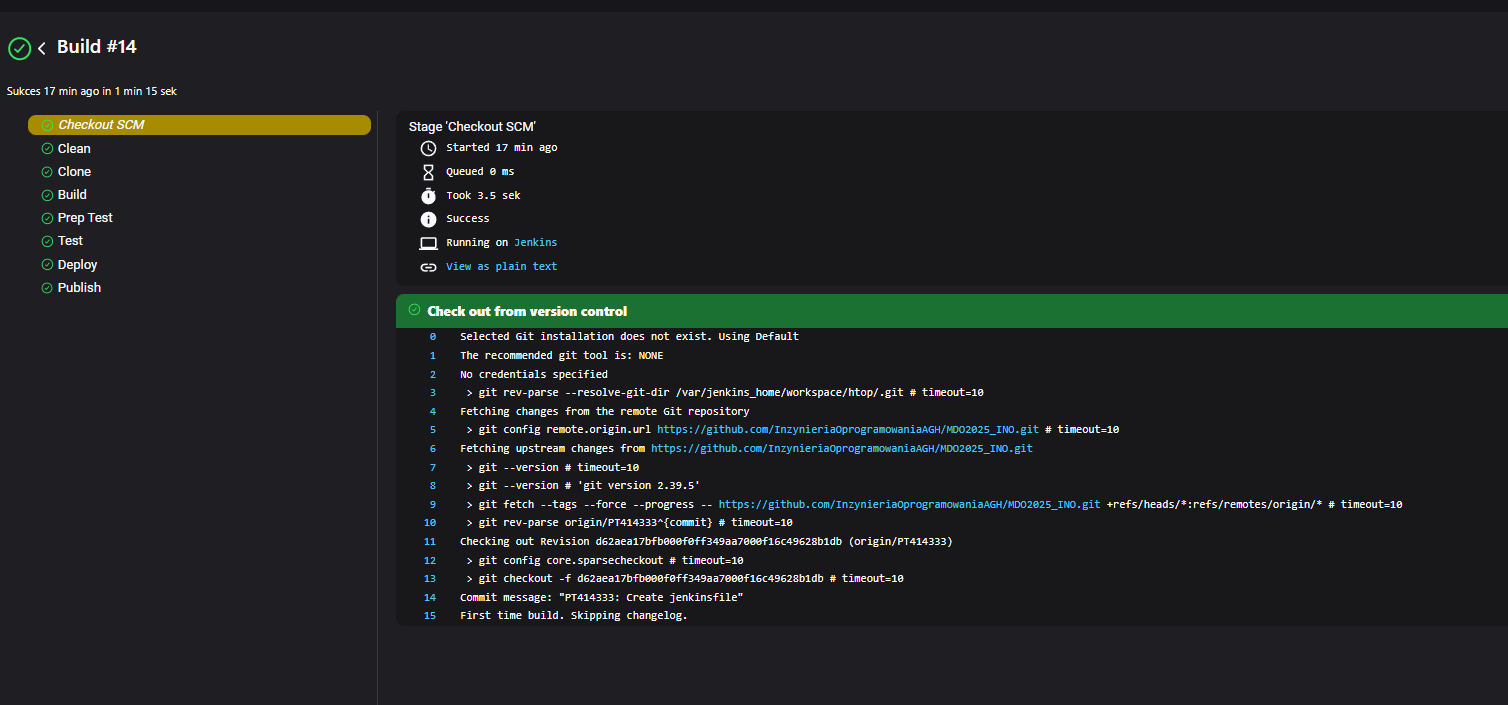 Build #14
Sukces 17 min ago in 1 min 15 sek
Checkout SCM
Clean
Clone
Build
Prep Test
Test
Deploy
Publish
Stage 'Checkout SCM'
Started 17 min ago
Queued 0 ms
Took 3.5 sek
Success
Running on Jenkins
View as plain text
Check out from version control
0 Selected Git installation does not exist. Using Default
1 The recommended git tool is: NONE
2 No credentials specified
3 > git rev-parse --resolve-git-dir /var/jenkins_home/workspace/htop/.git # timeout=10
4 Fetching changes from the remote Git repository
5 > git config remote.origin.url https://github.com/InzynieriaOprogramowaniaAGH/MDO2025_INO.git # timeout=10
6 Fetching upstream changes from https://github.com/InzynieriaOprogramowaniaAGH/MDO2025_INO.git
7 > git --version # timeout=10
8 > git --version # 'git version 2.39.5'
9 > git fetch --tags --force --progress -- https://github.com/InzynieriaOprogramowaniaAGH/MDO2025_INO.git +refs/heads/*:refs/remotes/origin/* # timeout=10
10 > git rev-parse origin/PT414333^{commit} # timeout=10
11 Checking out Revision d62aea17bfb000f0ff349aa7000f16c49628b1db (origin/PT414333)
12 > git config core.sparsecheckout # timeout=10
13 > git checkout -f d62aea17bfb000f0ff349aa7000f16c49628b1db # timeout=10
14 Commit message: "PT414333: Create jenkinsfile"
15 First time build. Skipping changelog.